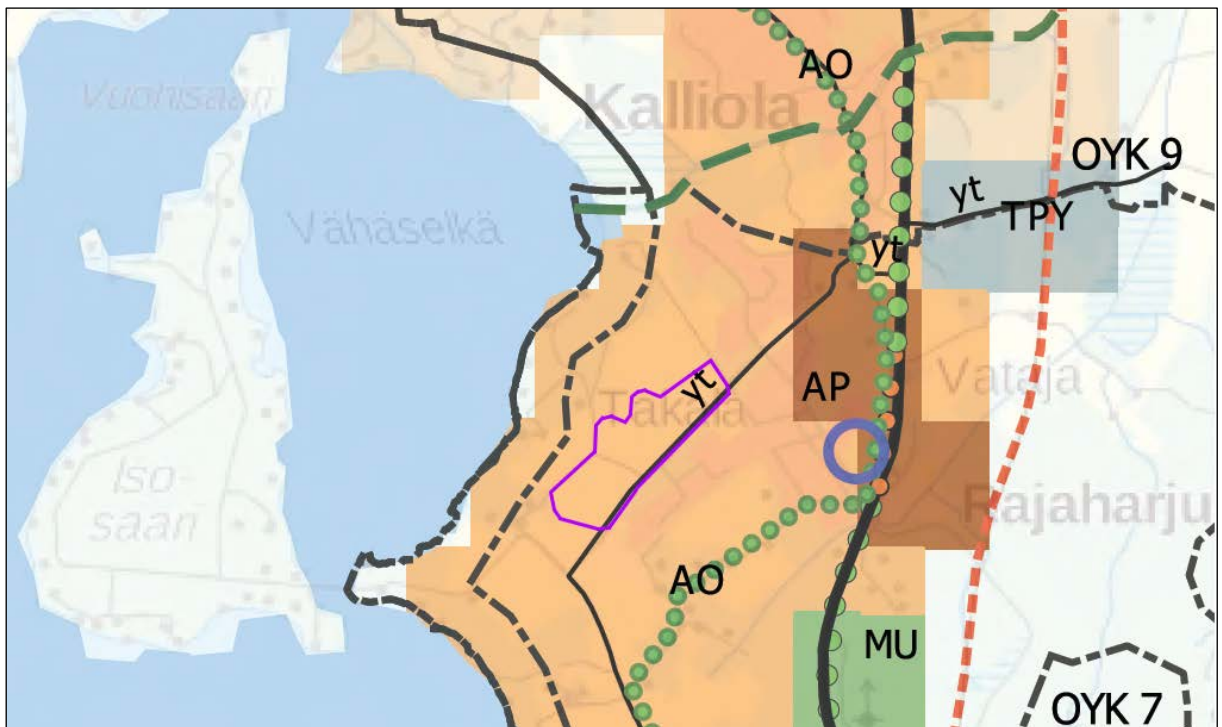 AO
Vuohisaari
Kalliola
OYK 9
yt
TPY
Vähäselkä
yt
yt
AP
Vataja
Takala
Iso-
saari
Rajaharju
AO
MU
OYK 7